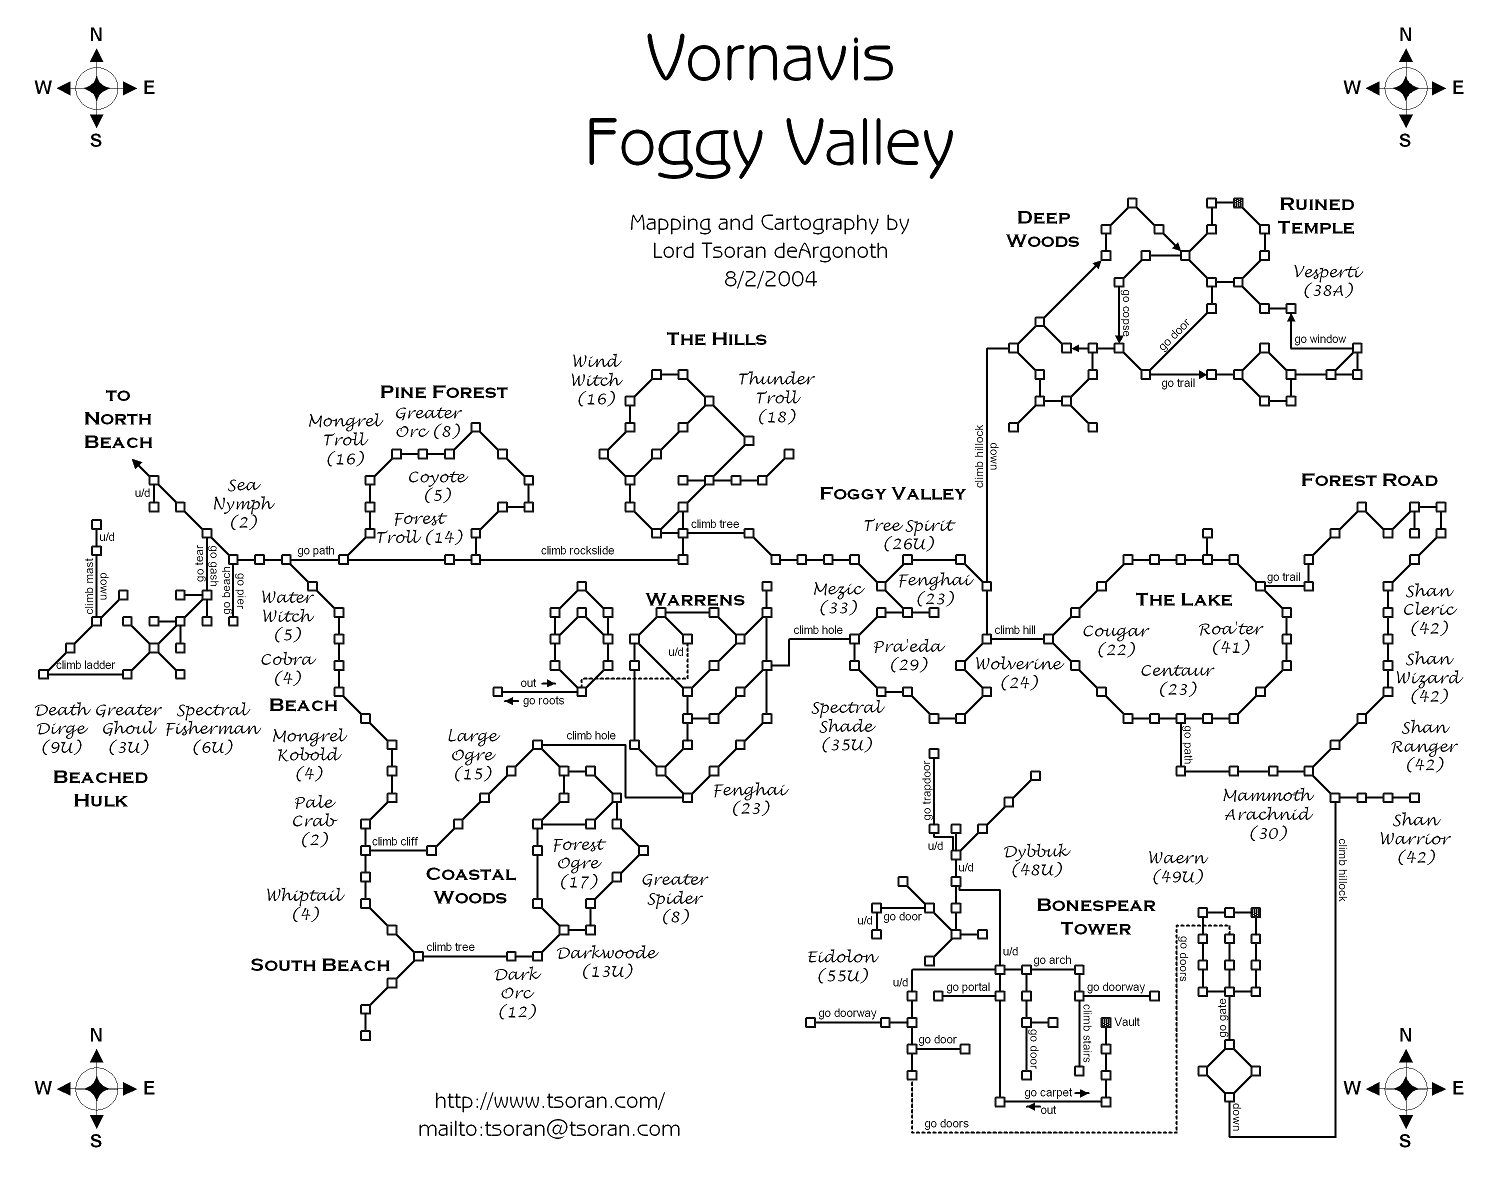 Vornavis
Foggy Valley
Mapping and Cartography by
Lord Tsoran deArgonoth
8/2/2004
N
W
E
S
N
W
E
S
DEEP
WOODS
RUINED
TEMPLE
Vesperti
(38A)
go copse
go door
go window
go trail
climb hillock
down
THE HILLS
Wind
Witch
(16)
Thunder
Troll
(18)
climb tree
PINE FOREST
Mongrel
Troll
(16)
Greater
Orc (8)
Coyote
(5)
Forest
Troll (14)
go path
climb rockslide
TO
NORTH
BEACH
u/d
Sea
Nymph
(2)
u/d
climb mast
down
go tear
go gash
go beach
go pier
climb ladder
Death
Dirge
(9U)
Greater
Ghoul
(3U)
Spectral
Fisherman
(6U)
BEACHED
HULK
Water
Witch
(5)
Cobra
(4)
BEACH
Mongrel
Kobold
(4)
Pale
Crab
(2)
climb cliff
Whiptail
(4)
SOUTH BEACH
climb tree
FOGGY VALLEY
Tree Spirit
(26U)
Mezic
(33)
Fenghai
(23)
Pra'eda
(29)
Wolverine
(24)
Spectral
Shade
(35U)
climb hole
climb hill
WARRENS
u/d
out
go roots
Fenghai
(23)
climb hole
Large
Ogre
(15)
COASTAL
WOODS
Forest
Ogre
(17)
Greater
Spider
(8)
Darkwoode
(13U)
Dark
Orc
(12)
THE LAKE
Cougar
(22)
Roa'ter
(41)
Centaur
(23)
go trail
go path
FOREST ROAD
Shan
Cleric
(42)
Shan
Wizard
(42)
Shan
Ranger
(42)
Mammoth
Arachnid
(30)
Shan
Warrior
(42)
climb hillock
down
go trapdoor
u/d
u/d
Dybbuk
(48U)
Waern
(49U)
BONESPEAR
TOWER
go door
u/d
Eidolon
(55U)
u/d
u/d
go arch
go portal
go doorway
go doorway
climb stairs
go door
go door
Vault
go carpet
out
go doors
go doors
go gate
N
W
E
S
N
W
E
S
http://www.tsoran.com/
mailto:tsoran@tsoran.com